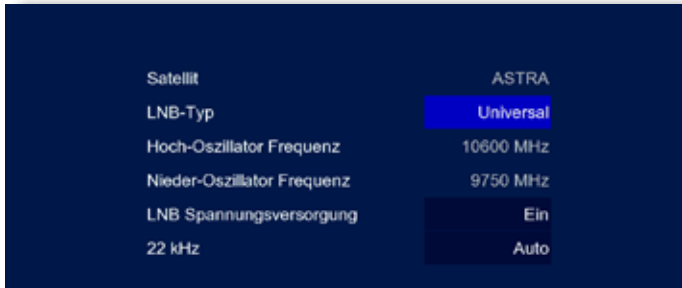 Satellit ASTRA
LNB-Typ Universal
Hoch-Oszillator Frequenz 10600 MHz
Nieder-Oszillator Frequenz 9750 MHz
LNB Spannungsversorgung Ein
22 kHz Auto